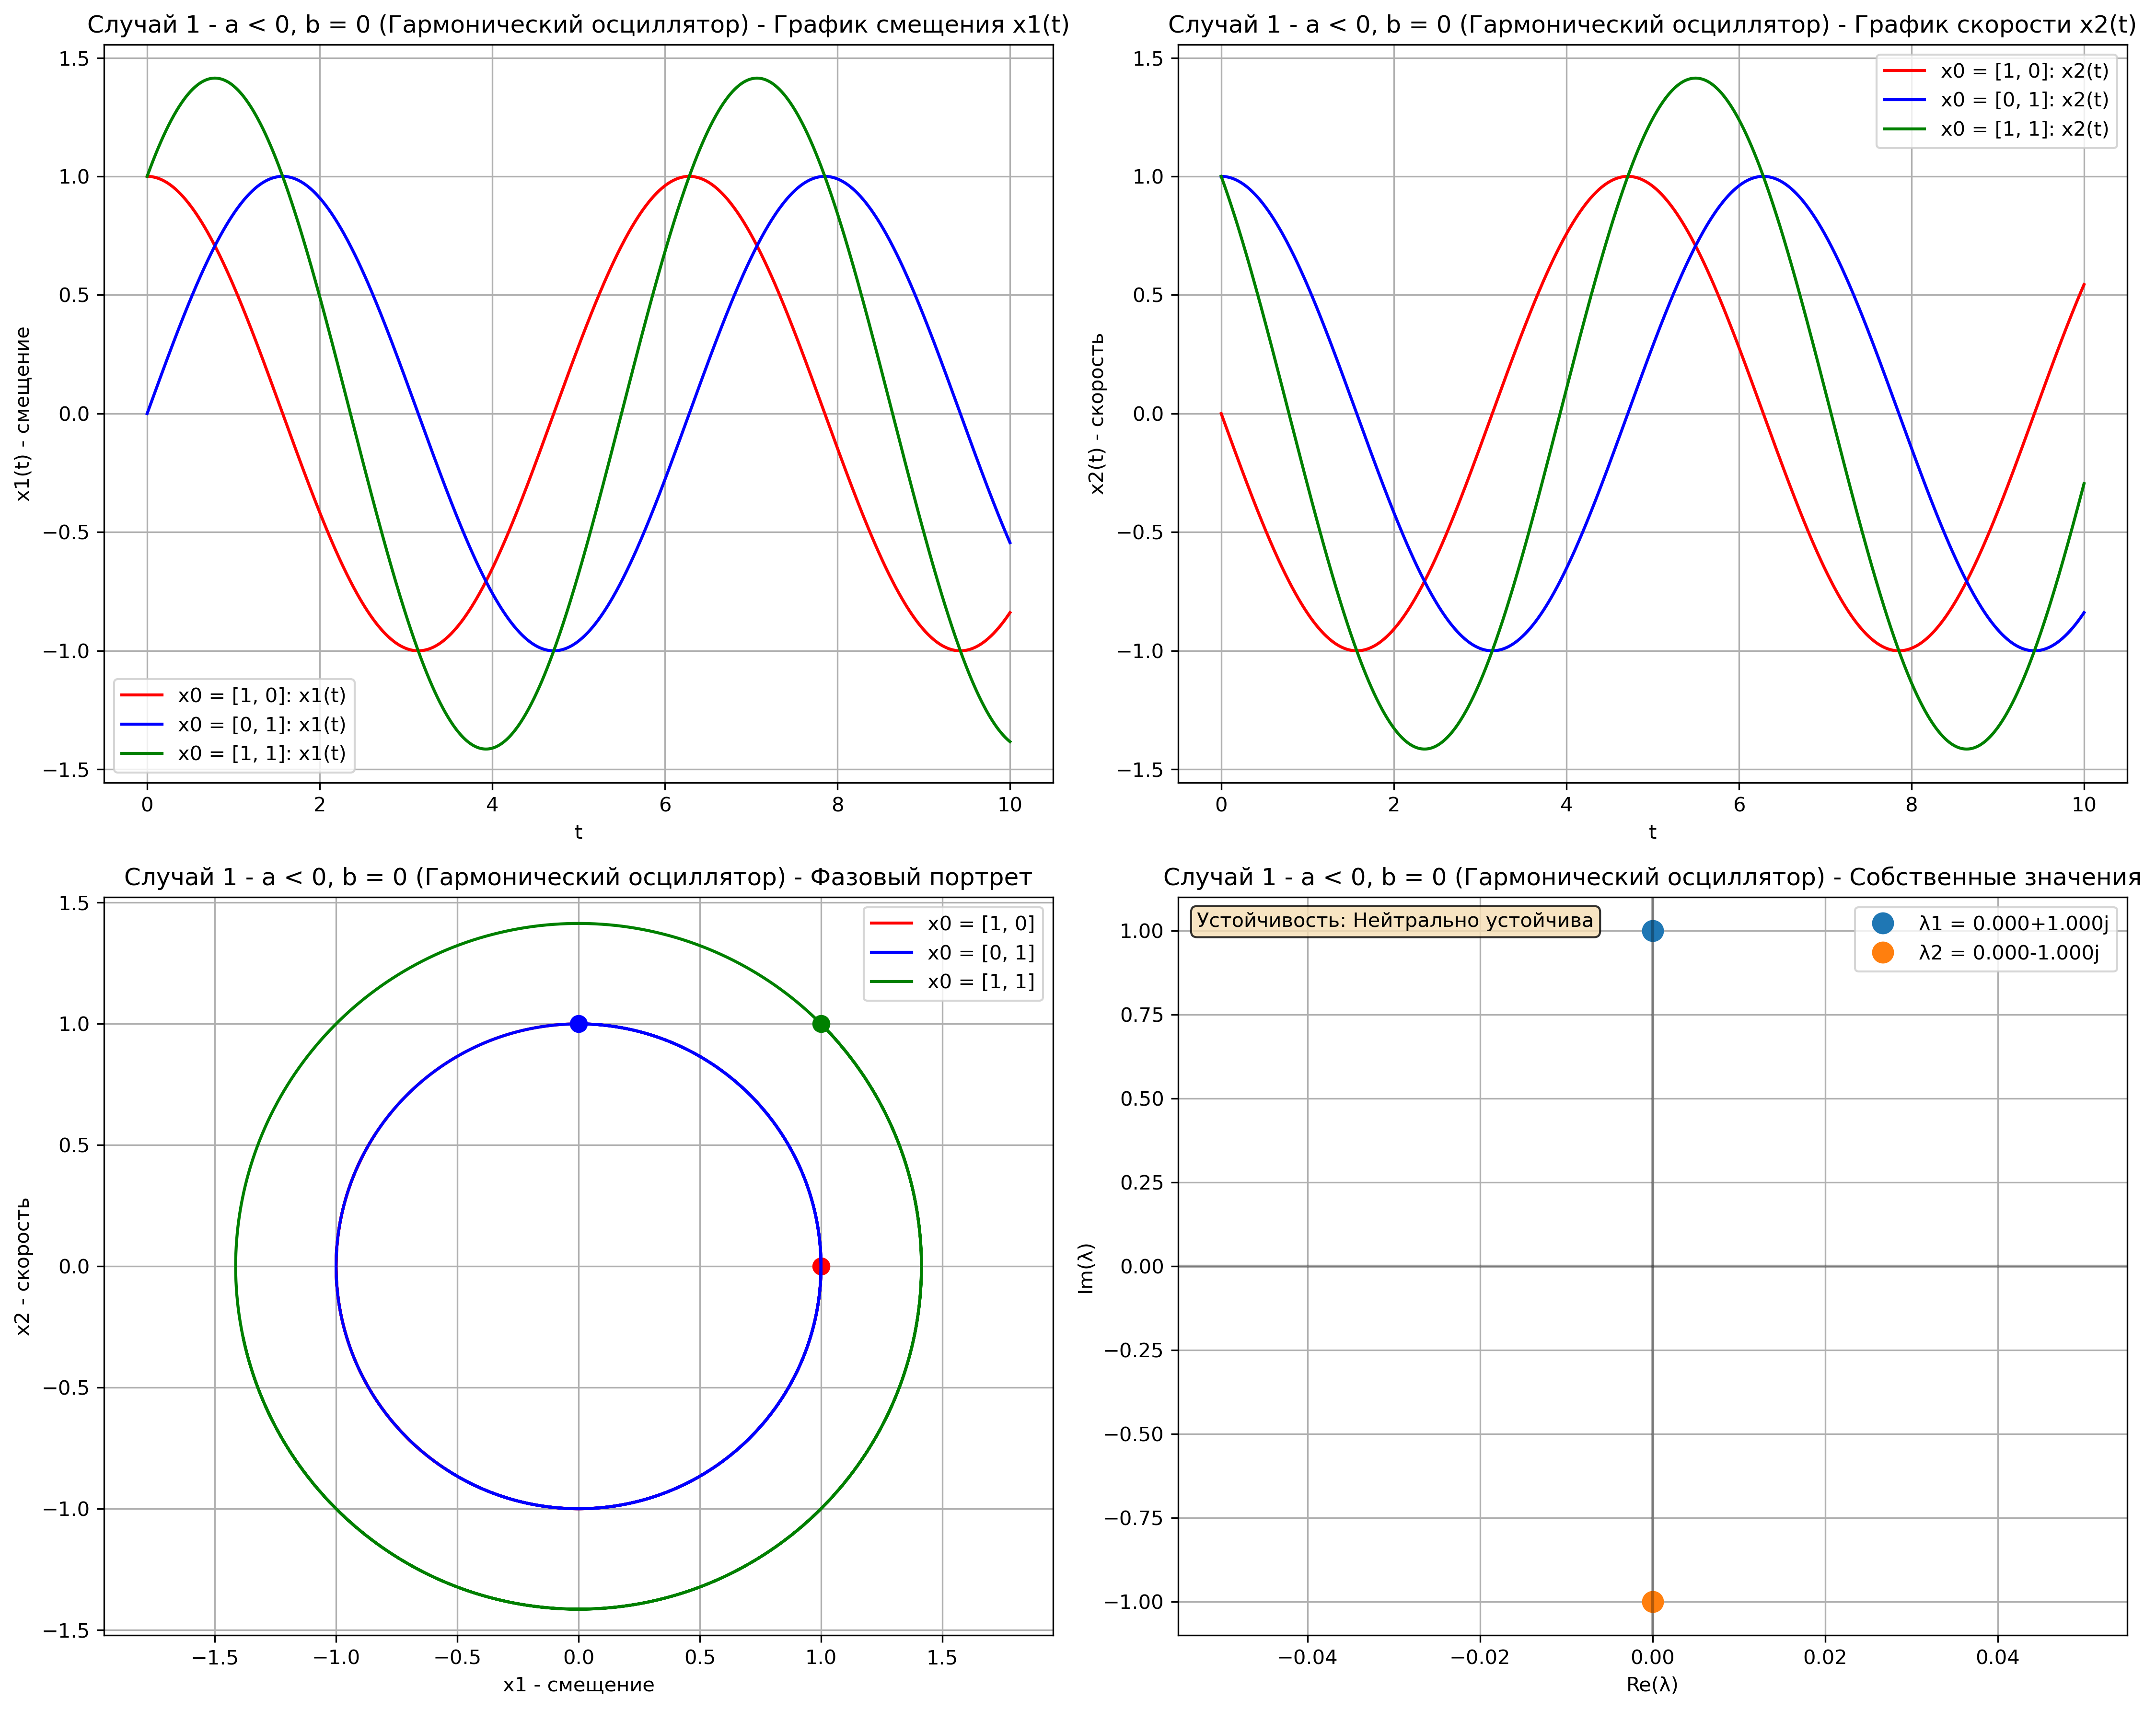 Случай 1 - a < 0, b = 0 (Гармонический осциллятор) - График смещения x1(t)
1.5
1.0
0.5
0.0
−0.5
−1.0
−1.5
x1(t) - смещение
x0 = [1, 0]: x1(t)
x0 = [0, 1]: x1(t)
x0 = [1, 1]: x1(t)
0 2 4 6 8 10
t
Случай 1 - a < 0, b = 0 (Гармонический осциллятор) - График скорости x2(t)
1.5
1.0
0.5
0.0
−0.5
−1.0
−1.5
x2(t) - скорость
x0 = [1, 0]: x2(t)
x0 = [0, 1]: x2(t)
x0 = [1, 1]: x2(t)
0 2 4 6 8 10
t
Случай 1 - a < 0, b = 0 (Гармонический осциллятор) - Фазовый портрет
1.5
1.0
0.5
0.0
−0.5
−1.0
−1.5
x2 - скорость
x0 = [1, 0]
x0 = [0, 1]
x0 = [1, 1]
−1.5 −1.0 −0.5 0.0 0.5 1.0 1.5
x1 - смещение
Случай 1 - a < 0, b = 0 (Гармонический осциллятор) - Собственные значения
Устойчивость: Нейтрально устойчива
λ1 = 0.000+1.000j
λ2 = 0.000-1.000j
1.00
0.75
0.50
0.25
0.00
−0.25
−0.50
−0.75
−1.00
Im(λ)
−0.04 −0.02 0.00 0.02 0.04
Re(λ)